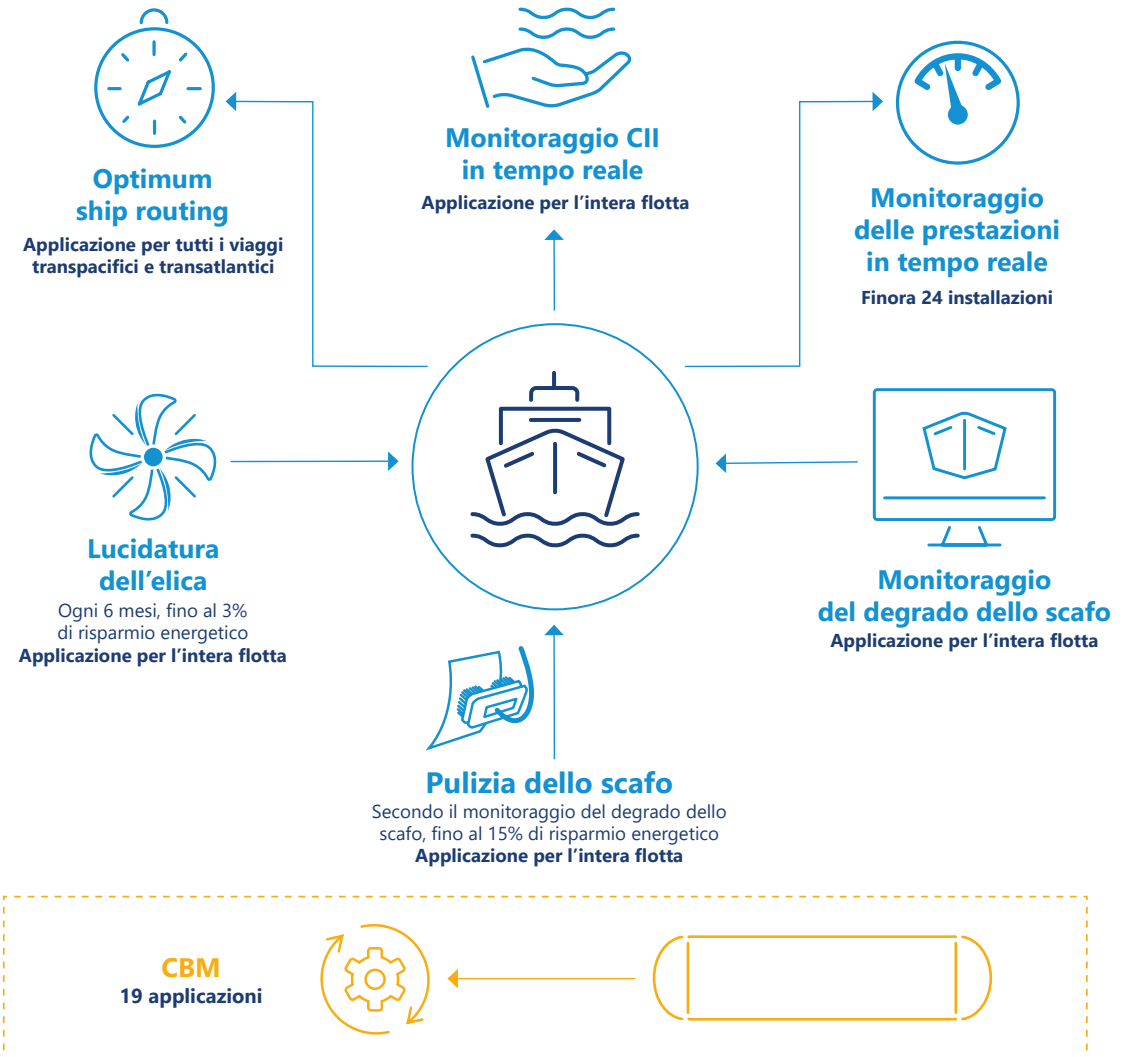 Optimum
ship routing
Applicazione per tutti i viaggi
transpacifici e transatlantici
Monitoraggio CII
in tempo reale
Applicazione per l'intera flotta
Monitoraggio
delle prestazioni
in tempo reale
Finora 24 installazioni
Lucidatura
dell'elica
Ogni 6 mesi, fino al 3%
di risparmio energetico
Applicazione per l'intera flotta
Monitoraggio
del degrado dello scafo
Applicazione per l'intera flotta
Pulizia dello scafo
Secondo il monitoraggio del degrado dello
scafo, fino al 15% di risparmio energetico
Applicazione per l'intera flotta
CBM
19 applicazioni